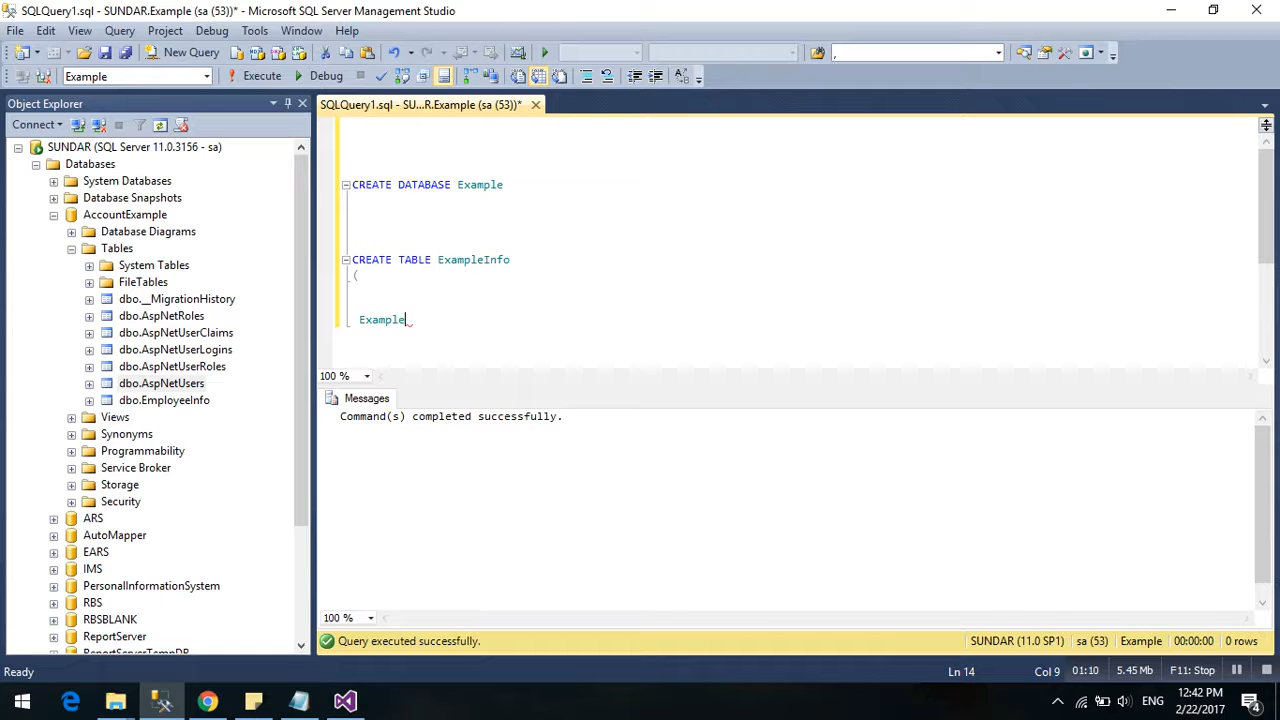 SQLQuery1.sql - SUNDAR.Example (sa (53))* - Microsoft SQL Server Management Studio
File Edit View Query Project Debug Tools Window Help
New Query ,
Example Execute Debug
Object Explorer
SQLQuery1.sql - SU...R.Example (sa (53))*
Connect
SUNDAR (SQL Server 11.0.3156 - sa)
Databases
System Databases
Database Snapshots
AccountExample
Database Diagrams
Tables
System Tables
FileTables
dbo.__MigrationHistory
dbo.AspNetRoles
dbo.AspNetUserClaims
dbo.AspNetUserLogins
dbo.AspNetUserRoles
dbo.AspNetUsers
dbo.EmployeeInfo
Views
Synonyms
Programmability
Service Broker
Storage
Security
ARS
AutoMapper
EARS
IMS
PersonalInformationSystem
RBS
RBSBLANK
ReportServer
ReportServerTempDB
CREATE DATABASE Example
CREATE TABLE ExampleInfo
(
Example
100 %
Messages
Command(s) completed successfully.
100 %
Query executed successfully. SUNDAR (11.0 SP1) sa (53) Example 00:00:00 0 rows
Ready Ln 14 Col 9 01:10 5.45 Mb F11: Stop
ENG 12:42 PM
2/22/2017 4